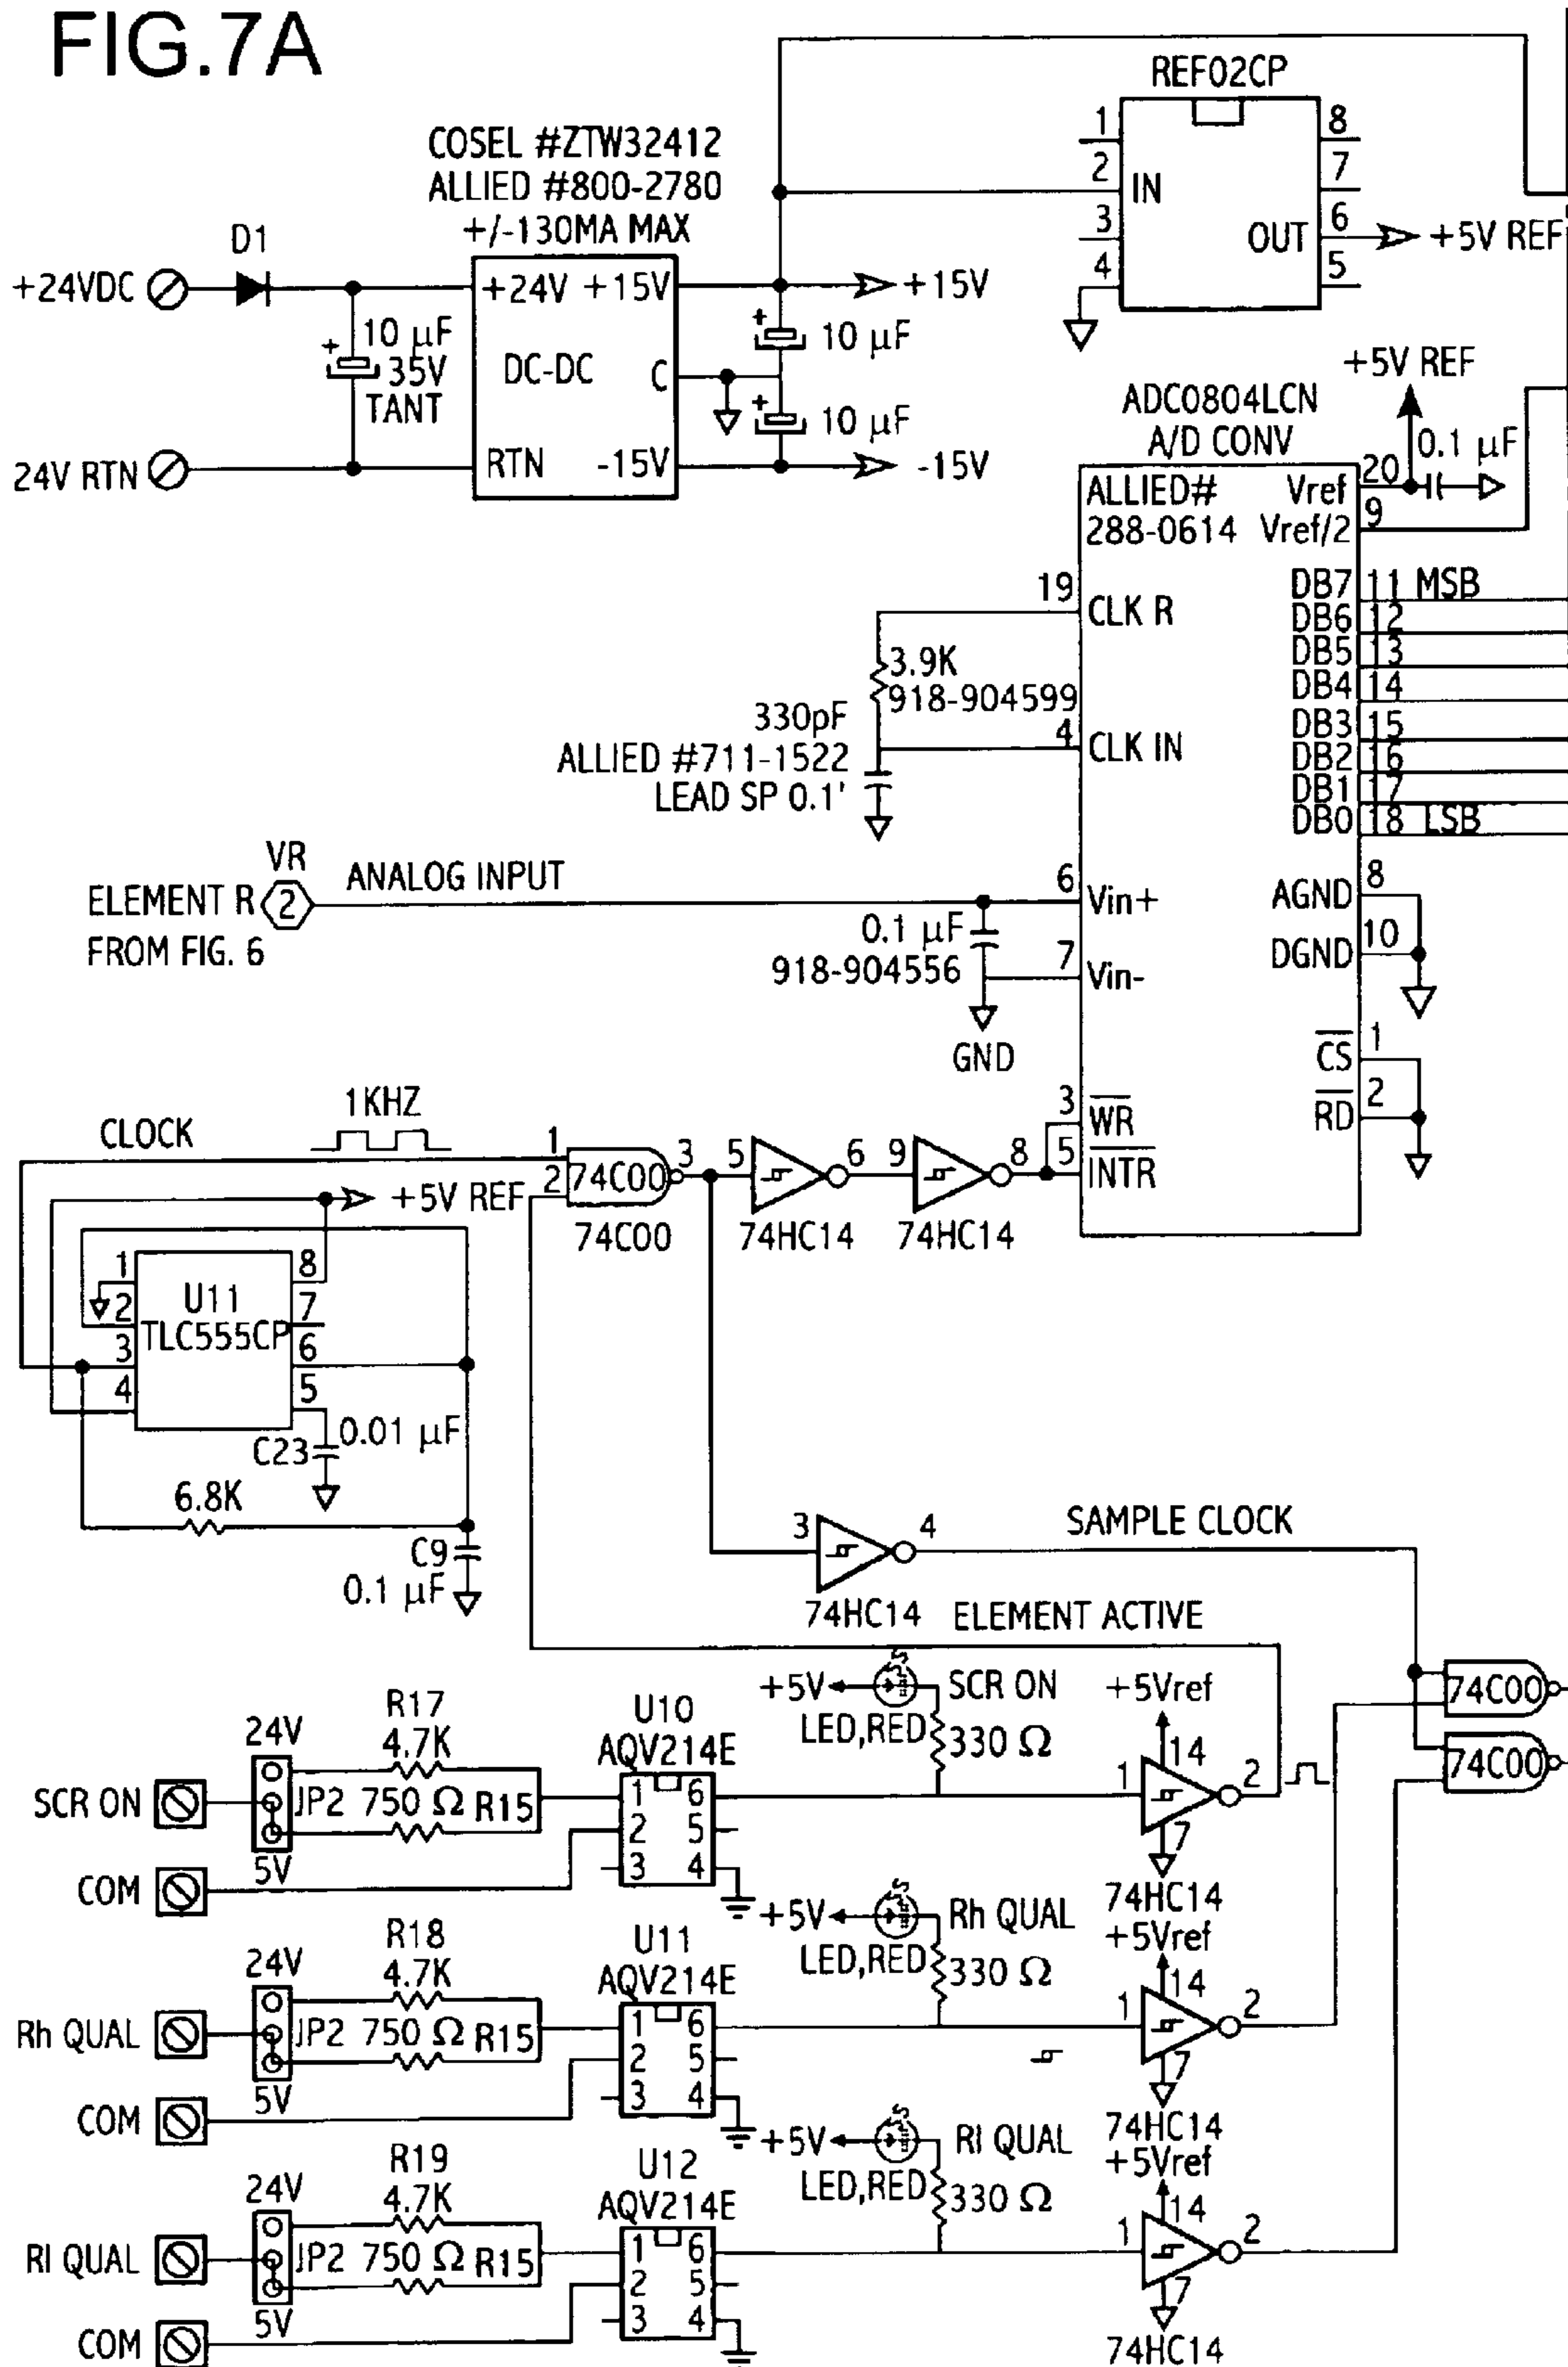 FIG.7A
REF02CP
1
2
3
4
IN
OUT
8
7
6
5
+5V REF
COSEL #ZTW32412
ALLIED #800-2780
+/-130MA MAX
D1
+24VDC
10 µF
35V
TANT
24V RTN
+24V +15V
DC-DC C
RTN -15V
+
+
+
10 µF
10 µF
+15V
-15V
+5V REF
0.1 µF
ADC0804LCN
A/D CONV
ALLIED# Vref 20
288-0614 Vref/2 9
19 CLK R
3.9K
918-904599
330pF
ALLIED #711-1522
LEAD SP 0.1'
4 CLK IN
DB7 11 MSB
DB6 12
DB5 13
DB4 14
DB3 15
DB2 16
DB1 17
DB0 18 LSB
VR
ELEMENT R 2 ANALOG INPUT
FROM FIG. 6
6 Vin+
0.1 µF
918-904556
7 Vin-
GND
AGND 8
DGND 10
CS 1
RD 2
3 WR
5 INTR
1KHZ
CLOCK
1
2
74C00
3
74C00
5
6
74HC14
9
8
74HC14
+5V REF
1
2
3
4
U11
TLC555CP
8
7
6
5
C23
0.01 µF
6.8K
C9
0.1 µF
3
4
74HC14
SAMPLE CLOCK
ELEMENT ACTIVE
74C00
74C00
SCR ON
COM
24V
JP2
5V
R17
4.7K
750 Ω R15
U10
AQV214E
1 6
2 5
3 4
+5V
LED,RED
SCR ON
330 Ω
+5Vref
14
1
2
7
74HC14
Rh QUAL
COM
24V
JP2
5V
R18
4.7K
750 Ω R15
U11
AQV214E
1 6
2 5
3 4
+5V
LED,RED
Rh QUAL
330 Ω
+5Vref
14
1
2
7
74HC14
Rl QUAL
COM
24V
JP2
5V
R19
4.7K
750 Ω R15
U12
AQV214E
1 6
2 5
3 4
+5V
LED,RED
Rl QUAL
330 Ω
+5Vref
14
1
2
7
74HC14